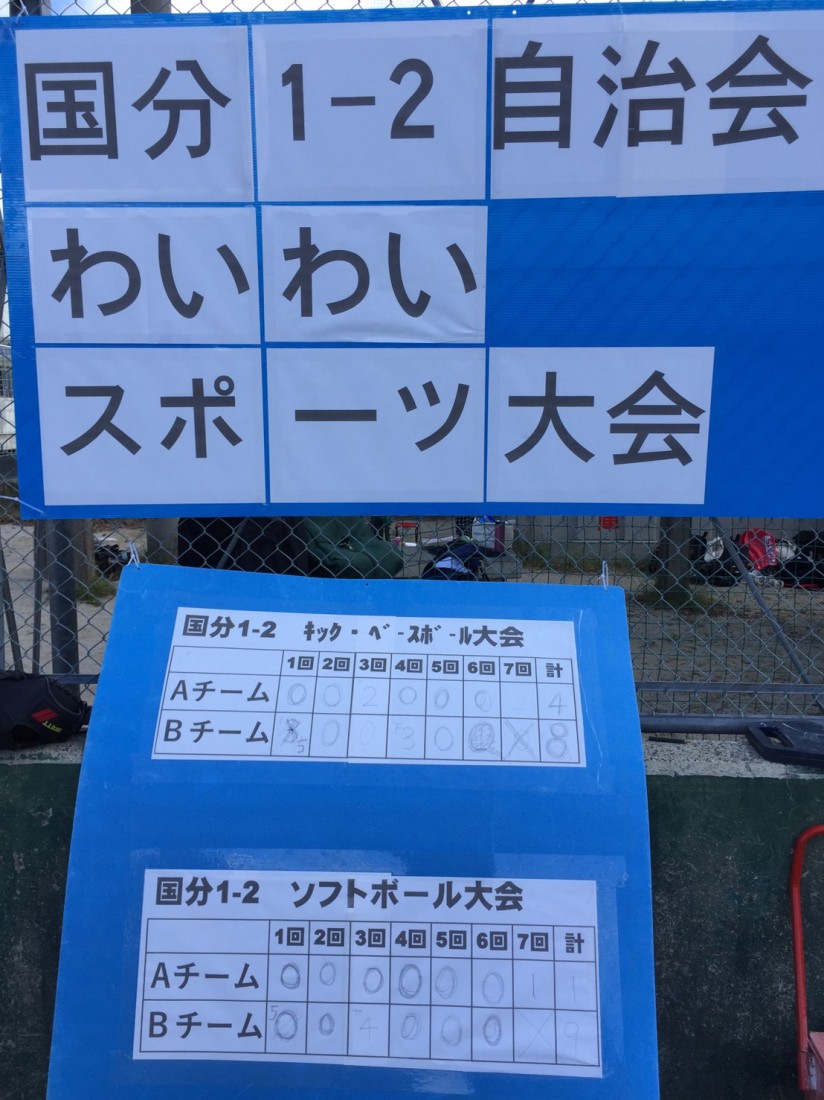 国分 1-2 自治会
わいわい
スポーツ大会
国分1-2 ｷｯｸ・ﾍﾞｰｽﾎﾞｰﾙ大会
1回 2回 3回 4回 5回 6回 7回 計
Aチーム 0 0 2 0 0 0 2 4
Bチーム 5 0 0 3 0 0 X 8
国分1-2 ソフトボール大会
1回 2回 3回 4回 5回 6回 7回 計
Aチーム 0 0 0 0 0 0 1 1
Bチーム 5 0 4 0 0 0 X 9